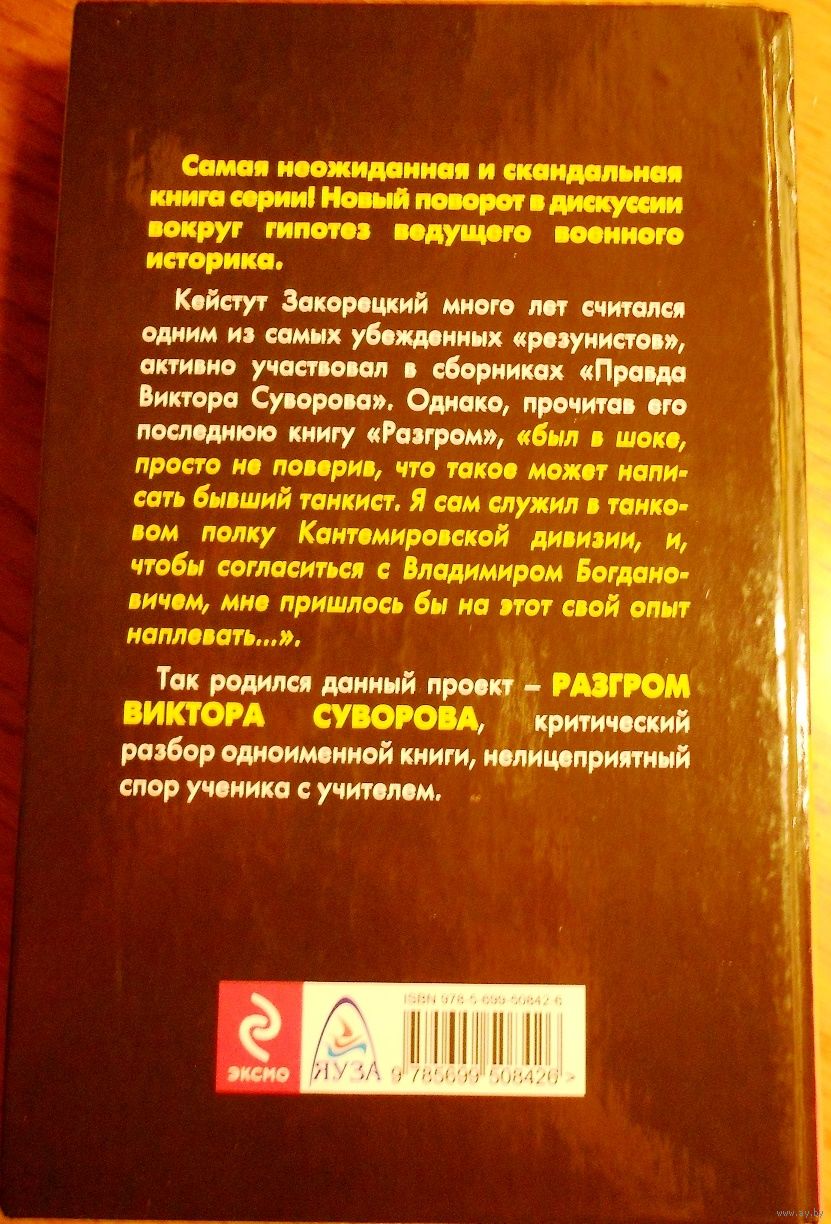 Самая неожиданная и скандальная
книга серии! Новый поворот в дискуссии
вокруг гипотез ведущего военного
историка.
Кейстут Закорецкий много лет считался
одним из самых убежденных «резунистов»,
активно участвовал в сборниках «Правда
Виктора Суворова». Однако, прочитав его
последнюю книгу «Разгром», «был в шоке,
просто не поверив, что такое может напи-
сать бывший танкист. Я сам служил в танко-
вом полку Кантемировской дивизии, и,
чтобы согласиться с Владимиром Богдано-
вичем, мне пришлось бы на этот свой опыт
наплевать...».
Так родился данный проект – РАЗГРОМ
ВИКТОРА СУВОРОВА, критический
разбор одноименной книги, нелицеприятный
спор ученика с учителем.
ISBN 978-5-699-50842-6
ЭКСМО
ЯУЗА
9 785699 508426 >
www.ay.by